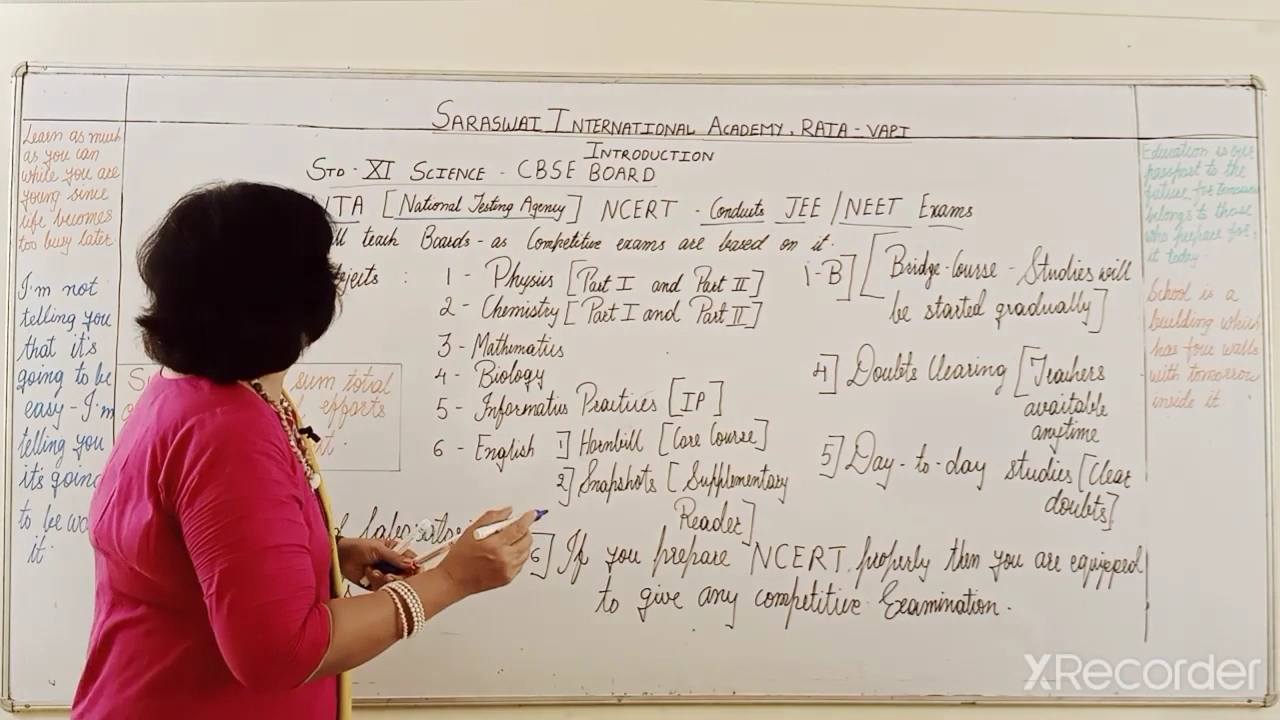 SARASWAT INTERNATIONAL ACADEMY, RATA - VAPI
INTRODUCTION
STD - XI SCIENCE - CBSE BOARD
NTA [National Testing Agency] NCERT - Conducts JEE / NEET Exams
teach Boards - as Competitive exams are based on it.
1 - Physics [Part I and Part II]
2 - Chemistry [Part I and Part II]
3 - Mathematics
4 - Biology
5 - Informatics Practices [IP]
6 - English 1] Hornbill [Core Course]
2] Snapshots [Supplementary
Reader]
1-B] [Bridge-Course - Studies will
be started gradually]
4] Doubts Clearing [Teachers
available
anytime
5] Day-to-day studies [Clear
doubts]
6] If you prepare NCERT properly then you are equipped
to give any competitive Examination.
Learn as much
as you can
while you are
young since
life becomes
too busy later.
I'm not
telling you
that it's
going to be
easy - I'm
telling you
it's going
to be
it
sum total
efforts
Education is our
passport to the
future, for tomorrow
belongs to those
who prepare for
it today.
School is a
building which
has four walls
with tomorrow
inside it
XRecorder